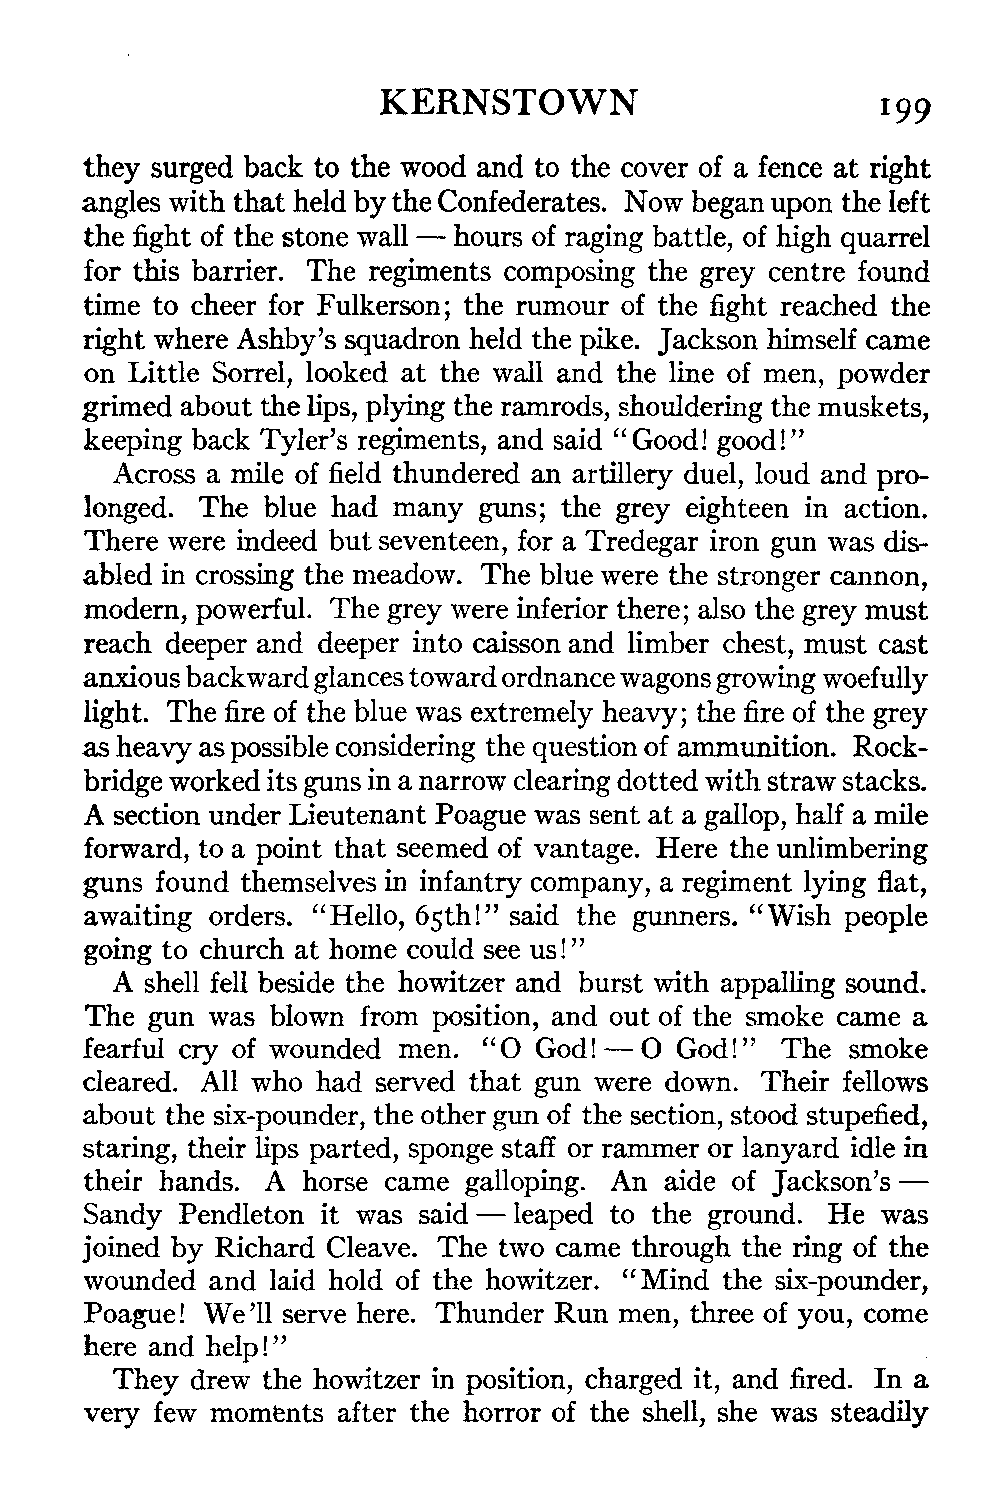 KERNSTOWN 199
they surged back to the wood and to the cover of a fence at right
angles with that held by the Confederates. Now began upon the left
the fight of the stone wall — hours of raging battle, of high quarrel
for this barrier. The regiments composing the grey centre found
time to cheer for Fulkerson; the rumour of the fight reached the
right where Ashby's squadron held the pike. Jackson himself came
on Little Sorrel, looked at the wall and the line of men, powder
grimed about the lips, plying the ramrods, shouldering the muskets,
keeping back Tyler's regiments, and said "Good! good!"
Across a mile of field thundered an artillery duel, loud and pro-
longed. The blue had many guns; the grey eighteen in action.
There were indeed but seventeen, for a Tredegar iron gun was dis-
abled in crossing the meadow. The blue were the stronger cannon,
modern, powerful. The grey were inferior there; also the grey must
reach deeper and deeper into caisson and limber chest, must cast
anxious backward glances toward ordnance wagons growing woefully
light. The fire of the blue was extremely heavy; the fire of the grey
as heavy as possible considering the question of ammunition. Rock-
bridge worked its guns in a narrow clearing dotted with straw stacks.
A section under Lieutenant Poague was sent at a gallop, half a mile
forward, to a point that seemed of vantage. Here the unlimbering
guns found themselves in infantry company, a regiment lying flat,
awaiting orders. "Hello, 65th!" said the gunners. "Wish people
going to church at home could see us!"
A shell fell beside the howitzer and burst with appalling sound.
The gun was blown from position, and out of the smoke came a
fearful cry of wounded men. "O God! — O God!" The smoke
cleared. All who had served that gun were down. Their fellows
about the six-pounder, the other gun of the section, stood stupefied,
staring, their lips parted, sponge staff or rammer or lanyard idle in
their hands. A horse came galloping. An aide of Jackson's —
Sandy Pendleton it was said — leaped to the ground. He was
joined by Richard Cleave. The two came through the ring of the
wounded and laid hold of the howitzer. "Mind the six-pounder,
Poague! We'll serve here. Thunder Run men, three of you, come
here and help!"
They drew the howitzer in position, charged it, and fired. In a
very few moments after the horror of the shell, she was steadily